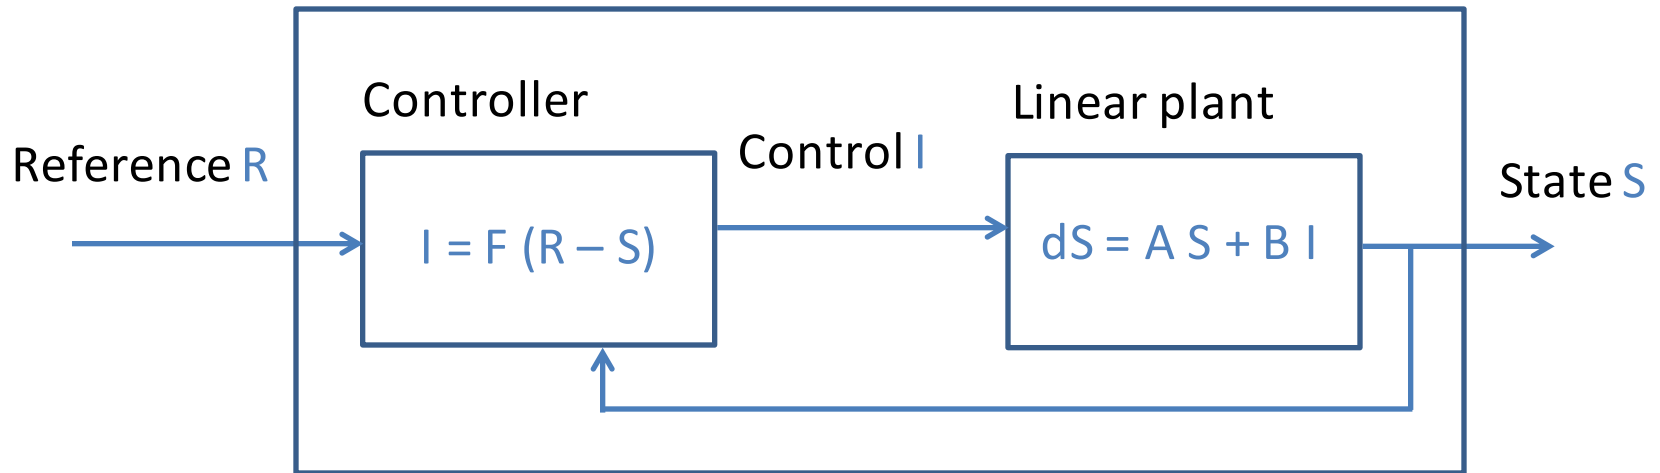 Controller
Linear plant
Reference R
Control I
State S
I = F (R – S)
dS = A S + B I